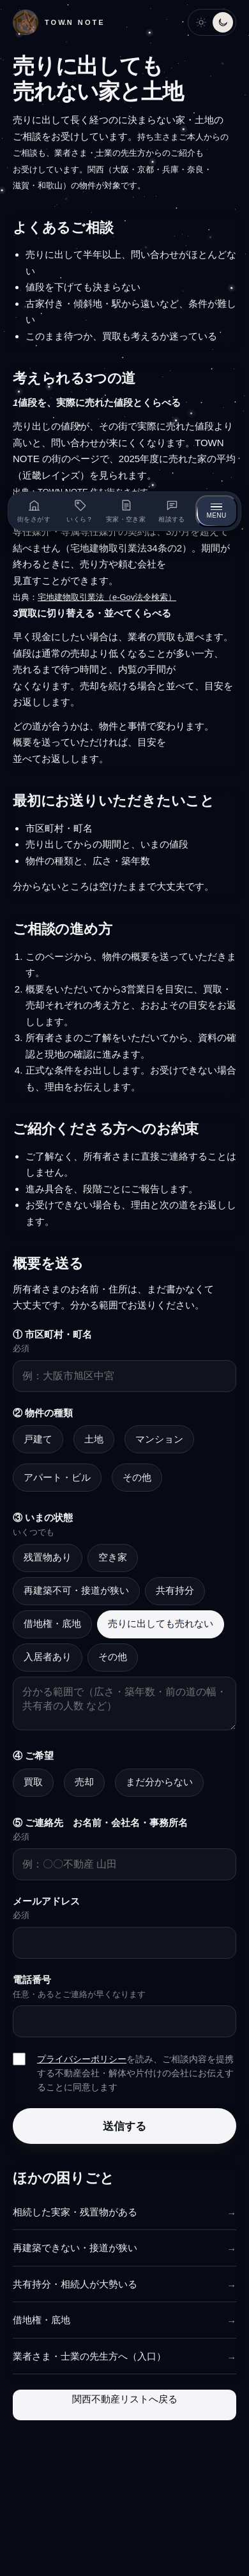 TOWN NOTE
売りに出しても
売れない家と土地
売りに出して長く経つのに決まらない家・土地の
ご相談をお受けしています。持ち主さまご本人からの
ご相談も、業者さま・士業の先生方からのご紹介も
お受けしています。関西（大阪・京都・兵庫・奈良・
滋賀・和歌山）の物件が対象です。
よくあるご相談
売りに出して半年以上、問い合わせがほとんどな
い
値段を下げても決まらない
古家付き・傾斜地・駅から遠いなど、条件が難し
い
このまま待つか、買取も考えるか迷っている
考えられる3つの道
1値段を、実際に売れた値段とくらべる
売り出しの値段が、その街で実際に売れた値段より
高いと、問い合わせが来にくくなります。TOWN
NOTE の街のページで、2025年度に売れた家の平均
（近畿レインズ）を見られます。
街をさがす
いくら？
実家・空き家
相談する
MENU
結べません（宅地建物取引業法34条の2）。期間が
終わるときに、売り方や頼む会社を
見直すことができます。
出典：宅地建物取引業法（e-Gov法令検索）
3買取に切り替える・並べてくらべる
早く現金にしたい場合は、業者の買取も選べます。
値段は通常の売却より低くなることが多い一方、
売れるまで待つ時間と、内覧の手間が
なくなります。売却を続ける場合と並べて、目安を
お返しします。
どの道が合うかは、物件と事情で変わります。
概要を送っていただければ、目安を
並べてお返しします。
最初にお送りいただきたいこと
市区町村・町名
売り出してからの期間と、いまの値段
物件の種類と、広さ・築年数
分からないところは空けたままで大丈夫です。
ご相談の進め方
1. このページから、物件の概要を送っていただきま
す。
2. 概要をいただいてから3営業日を目安に、買取・
売却それぞれの考え方と、おおよその目安をお返
しします。
3. 所有者さまのご了解をいただいてから、資料の確
認と現地の確認に進みます。
4. 正式な条件をお出しします。お受けできない場合
も、理由をお伝えします。
ご紹介くださる方へのお約束
ご了解なく、所有者さまに直接ご連絡することは
しません。
進み具合を、段階ごとにご報告します。
お受けできない場合も、理由と次の道をお返しし
ます。
概要を送る
所有者さまのお名前・住所は、まだ書かなくて
大丈夫です。分かる範囲でお送りください。
① 市区町村・町名
必須
例：大阪市旭区中宮
② 物件の種類
戸建て
土地
マンション
アパート・ビル
その他
③ いまの状態
いくつでも
残置物あり
空き家
再建築不可・接道が狭い
共有持分
借地権・底地
売りに出しても売れない
入居者あり
その他
分かる範囲で（広さ・築年数・前の道の幅・
共有者の人数 など）
④ ご希望
買取
売却
まだ分からない
⑤ ご連絡先　お名前・会社名・事務所名
必須
例：〇〇不動産 山田
メールアドレス
必須
電話番号
任意・あるとご連絡が早くなります
プライバシーポリシーを読み、ご相談内容を提携
する不動産会社・解体や片付けの会社にお伝えす
ることに同意します
送信する
ほかの困りごと
相続した実家・残置物がある →
再建築できない・接道が狭い →
共有持分・相続人が大勢いる →
借地権・底地 →
業者さま・士業の先生方へ（入口） →
関西不動産リストへ戻る